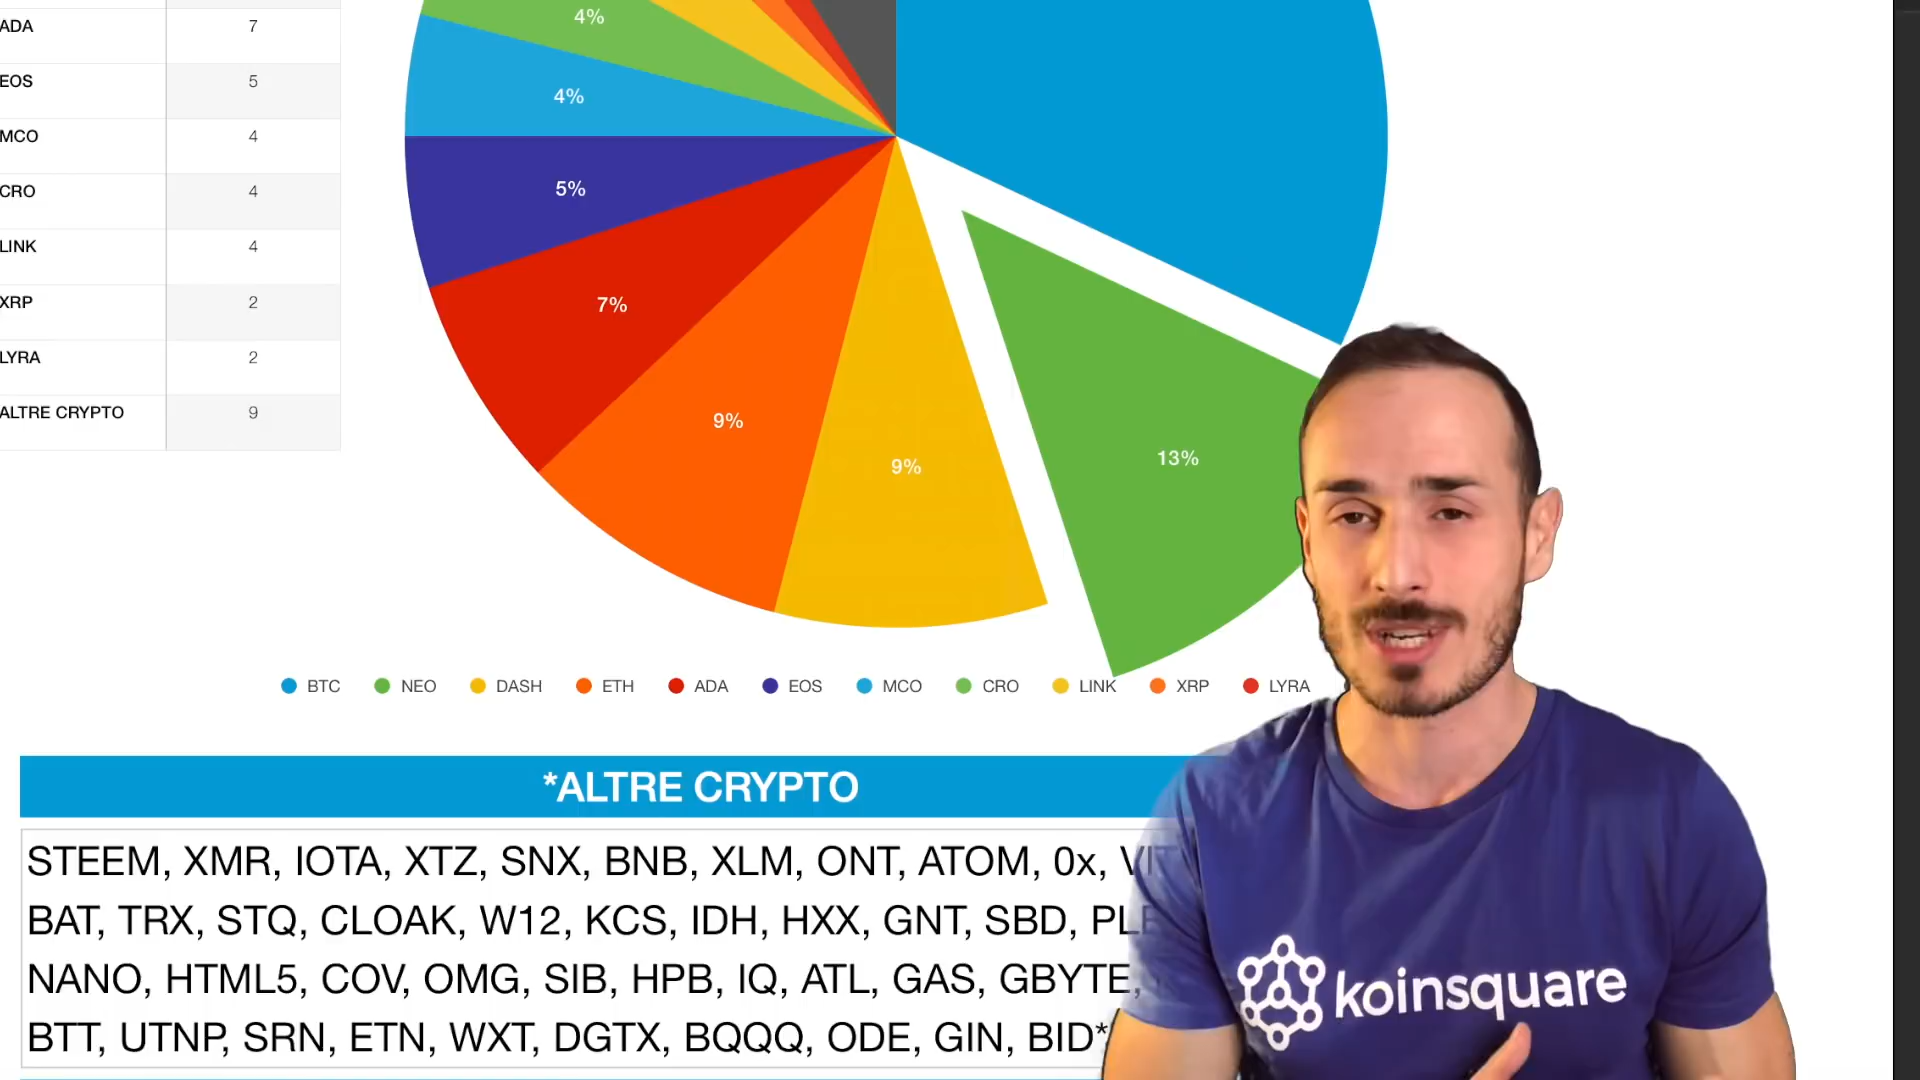 ADA 7
EOS 5
MCO 4
CRO 4
LINK 4
XRP 2
LYRA 2
ALTRE CRYPTO 9
4%
4%
5%
7%
9%
9%
13%
BTC NEO DASH ETH ADA EOS MCO CRO LINK XRP LYRA
*ALTRE CRYPTO
STEEM, XMR, IOTA, XTZ, SNX, BNB, XLM, ONT, ATOM, 0x,
BAT, TRX, STQ, CLOAK, W12, KCS, IDH, HXX, GNT, SBD,
NANO, HTML5, COV, OMG, SIB, HPB, IQ, ATL, GAS, GBYTE,
BTT, UTNP, SRN, ETN, WXT, DGTX, BQQQ, ODE, GIN, BID*
koinsquare